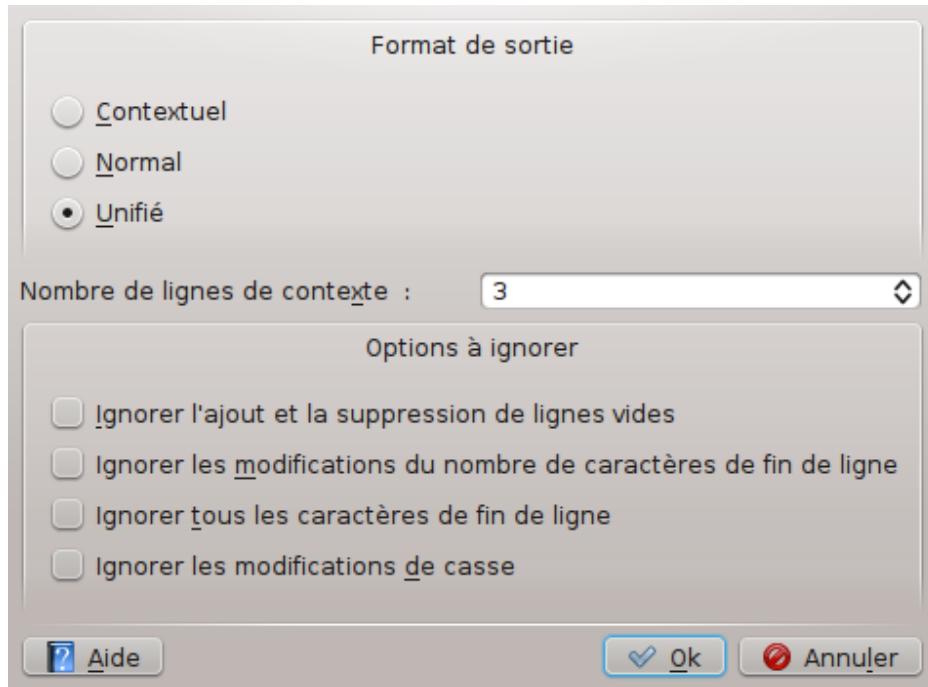 Format de sortie
Contextuel
Normal
Unifié
Nombre de lignes de contexte : 3
Options à ignorer
Ignorer l'ajout et la suppression de lignes vides
Ignorer les modifications du nombre de caractères de fin de ligne
Ignorer tous les caractères de fin de ligne
Ignorer les modifications de casse
Aide Ok Annuler